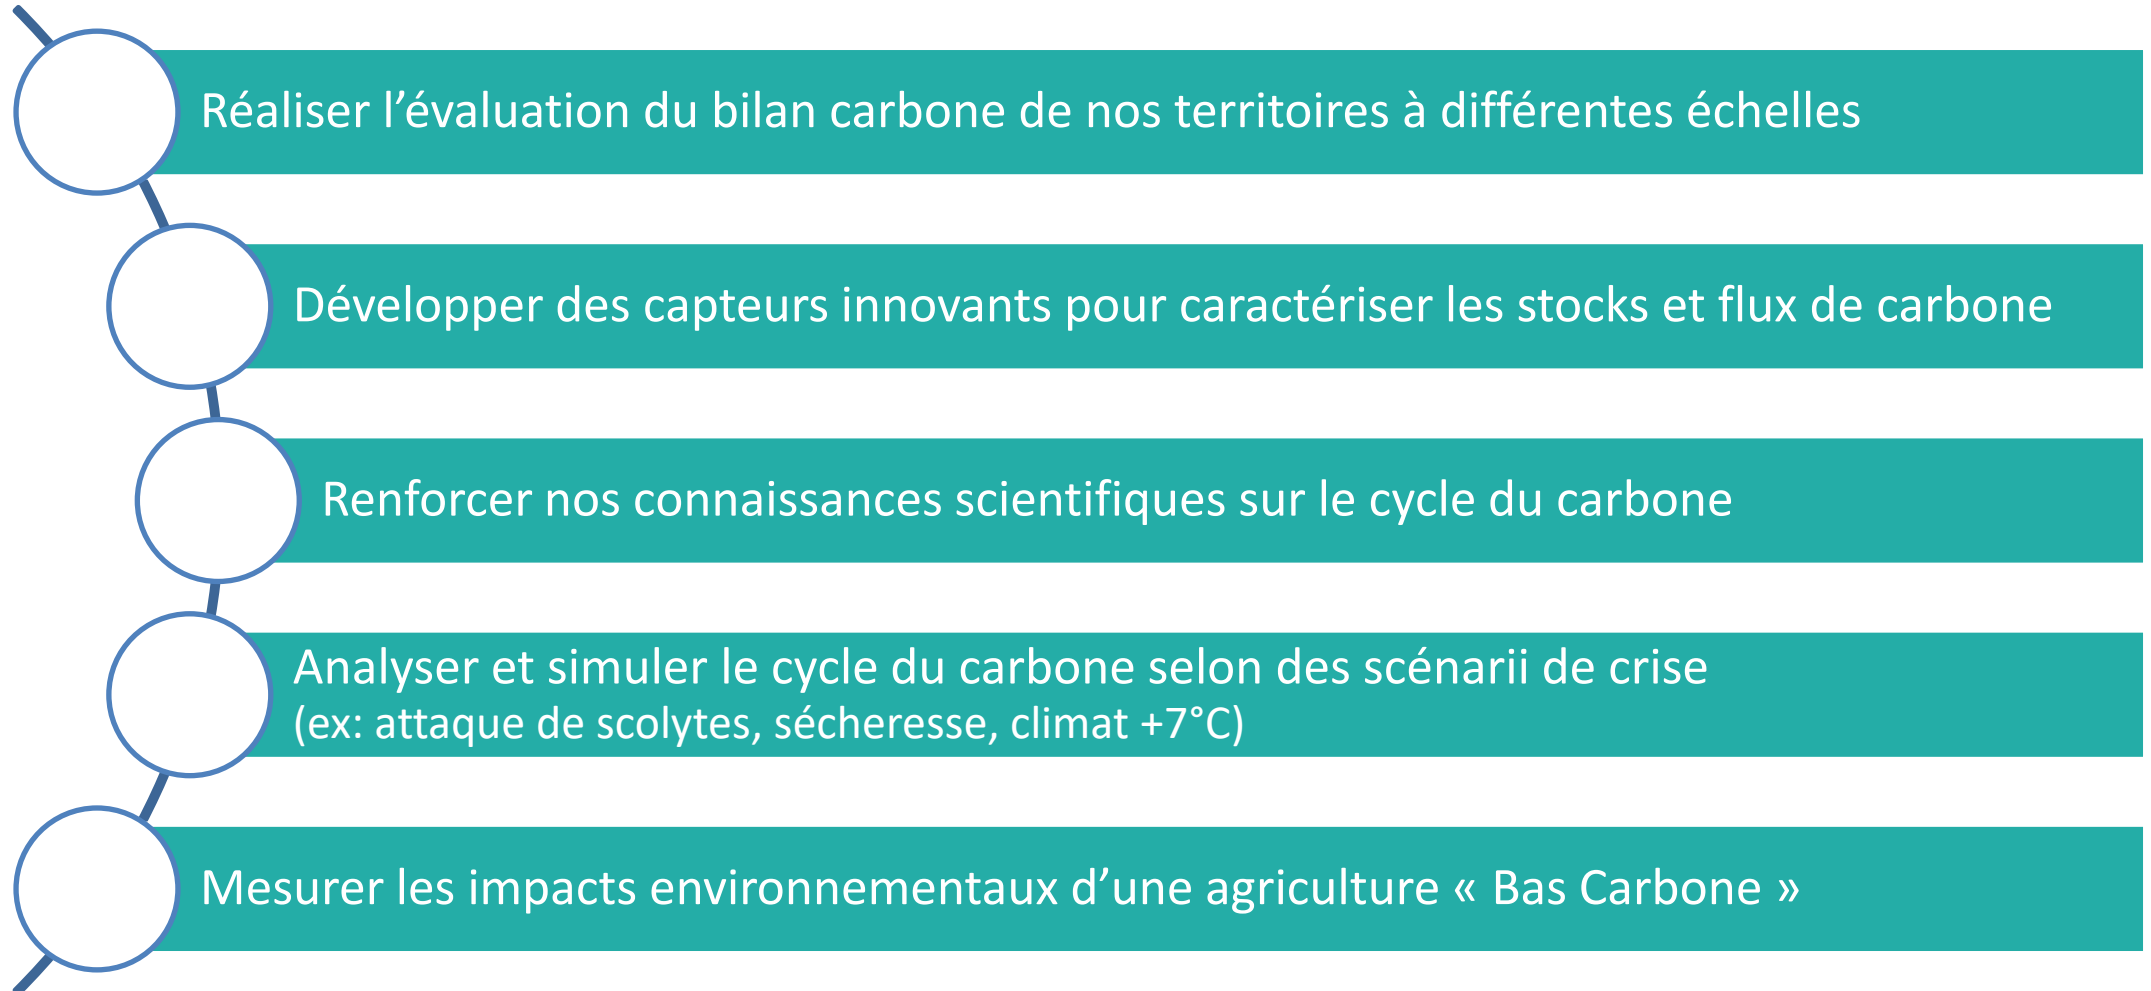 Réaliser l’évaluation du bilan carbone de nos territoires à différentes échelles
Développer des capteurs innovants pour caractériser les stocks et flux de carbone
Renforcer nos connaissances scientifiques sur le cycle du carbone
Analyser et simuler le cycle du carbone selon des scénarii de crise
(ex: attaque de scolytes, sécheresse, climat +7°C)
Mesurer les impacts environnementaux d’une agriculture « Bas Carbone »